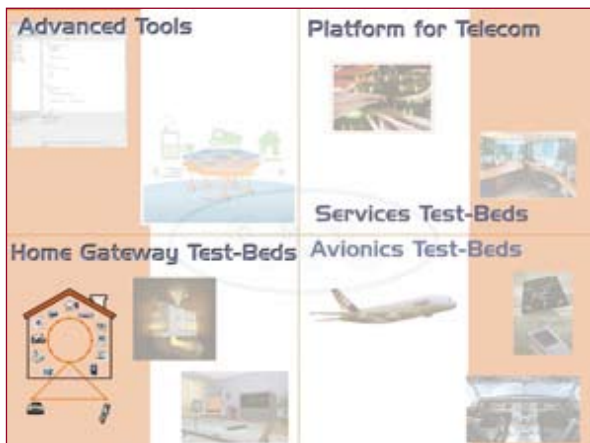 Advanced Tools
Platform for Telecom
Services Test-Beds
Home Gateway Test-Beds
Avionics Test-Beds